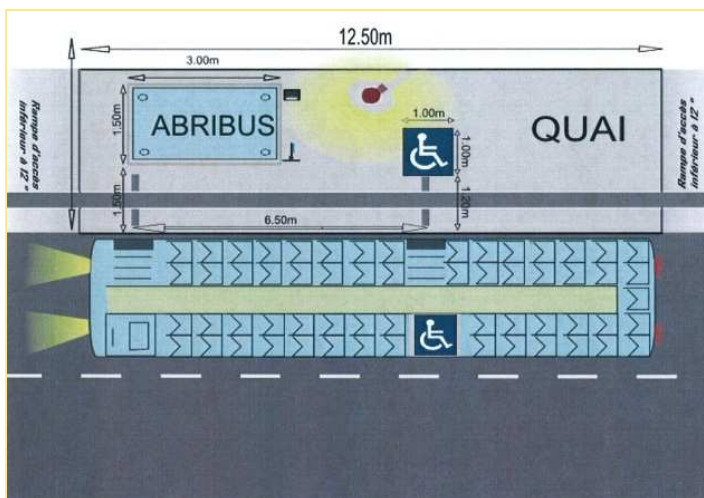 12.50m
3.00m
Rampe d'accès
inférieur à 12°
1.50m
ABRIBUS
1.00m
1.00m
QUAI
Rampe d'accès
inférieur à 12°
1.50m
6.50m
1.20m